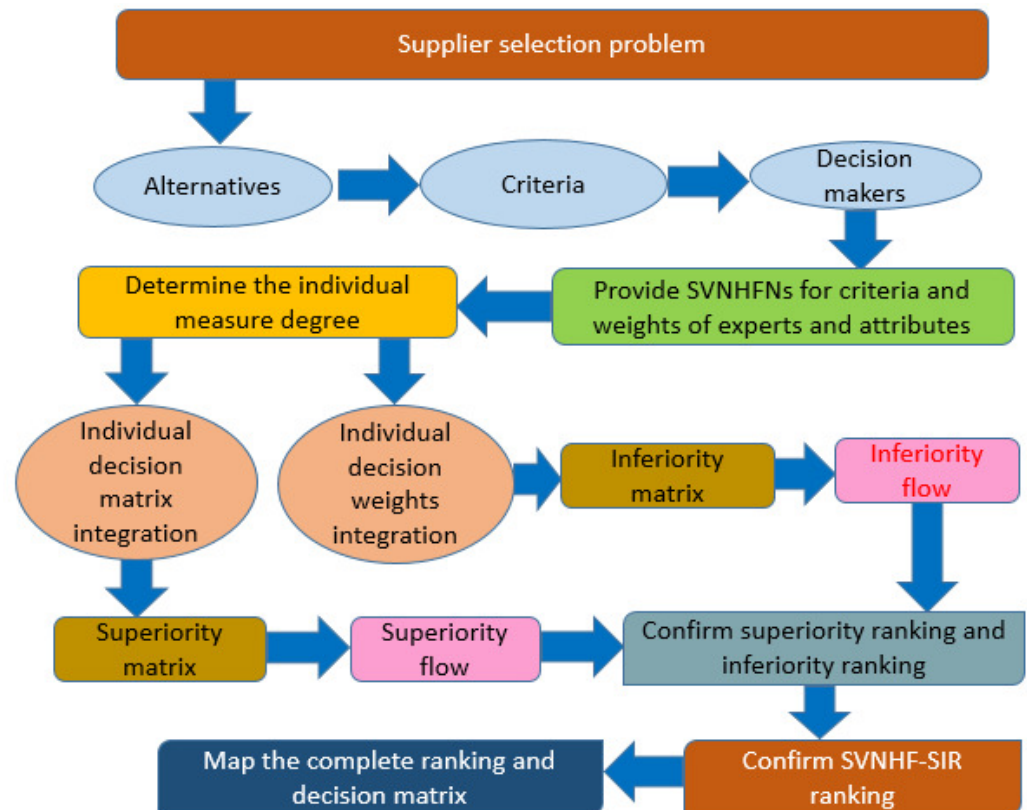 Supplier selection problem
Alternatives
Criteria
Decision
makers
Determine the individual
measure degree
Provide SVNHFNs for criteria and
weights of experts and attributes
Individual
decision
matrix
integration
Individual
decision
weights
integration
Inferiority
matrix
Inferiority
flow
Superiority
matrix
Superiority
flow
Confirm superiority ranking and
inferiority ranking
Map the complete ranking and
decision matrix
Confirm SVNHF-SIR
ranking